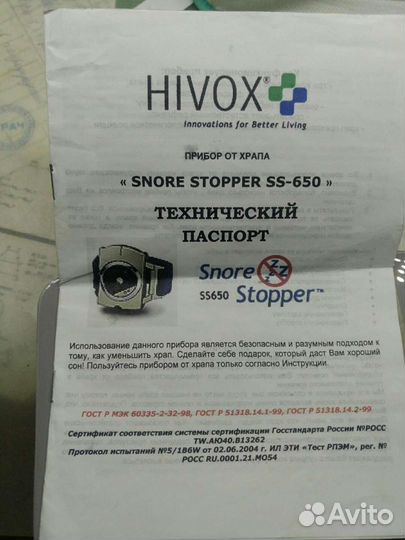 HIVOX®
Innovations for Better Living
ПРИБОР ОТ ХРАПА
« SNORE STOPPER SS-650 »
ТЕХНИЧЕСКИЙ
ПАСПОРТ
Snore
SS650 Stopper™
Использование данного прибора является безопасным и разумным подходом к
тому, как уменьшить храп. Сделайте себе подарок, который даст Вам хороший
сон! Пользуйтесь прибором от храпа только согласно Инструкции.
ГОСТ Р МЭК 60335-2-32-98, ГОСТ Р 51318.14.1-99, ГОСТ Р 51318.14.2-99
Сертификат соответствия системы сертификации Госстандарта России №РОСС
TW.АЮ40.В13262
Протокол испытаний №5/1В6W от 02.06.2004 г. ИЛ ЭТИ «Тест РПЭМ», рег. №
РОСС RU.0001.21.МО54
Avito